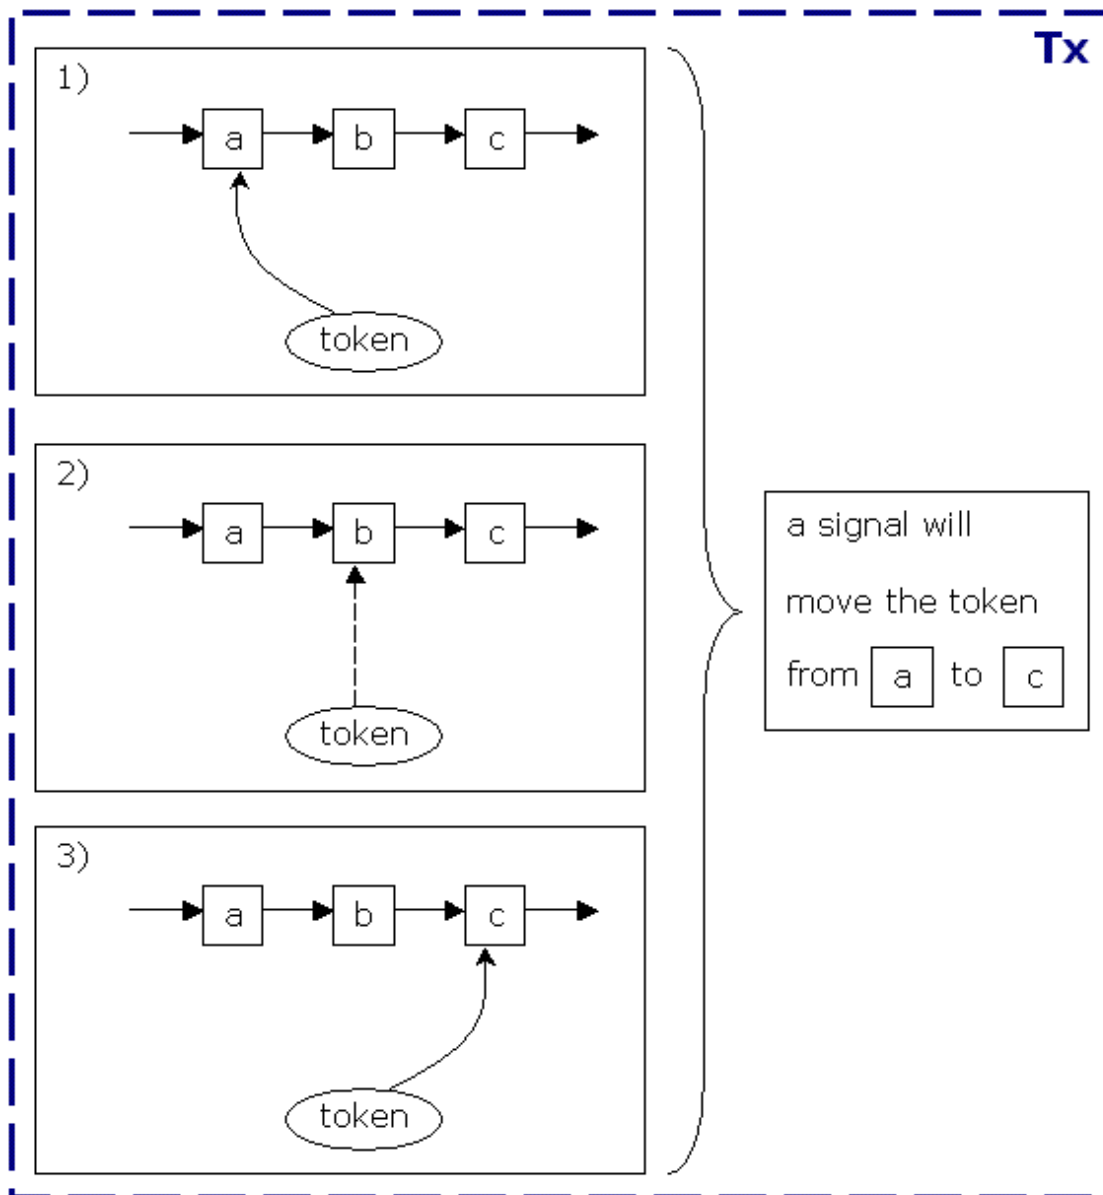 Tx
1)
a b c
token
2)
a b c
token
3)
a b c
token
a signal will
move the token
from a to c